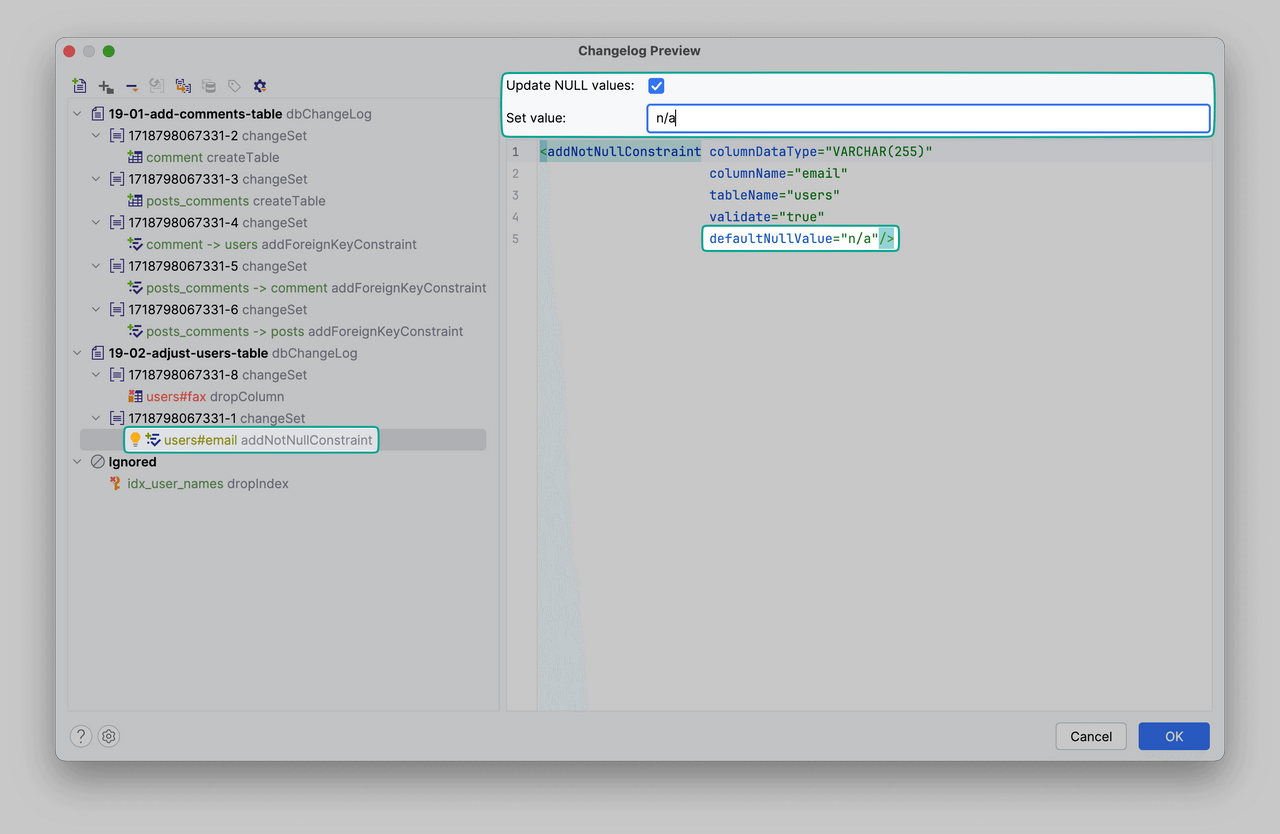 Changelog Preview
Update NULL values:
Set value: n/a
19-01-add-comments-table dbChangeLog
1718798067331-2 changeSet
comment createTable
1718798067331-3 changeSet
posts_comments createTable
1718798067331-4 changeSet
comment -> users addForeignKeyConstraint
1718798067331-5 changeSet
posts_comments -> comment addForeignKeyConstraint
1718798067331-6 changeSet
posts_comments -> posts addForeignKeyConstraint
19-02-adjust-users-table dbChangeLog
1718798067331-8 changeSet
users#fax dropColumn
1718798067331-1 changeSet
users#email addNotNullConstraint
Ignored
idx_user_names dropIndex
1 <addNotNullConstraint columnDataType="VARCHAR(255)"
2 columnName="email"
3 tableName="users"
4 validate="true"
5 defaultNullValue="n/a"/>
?
Cancel
OK